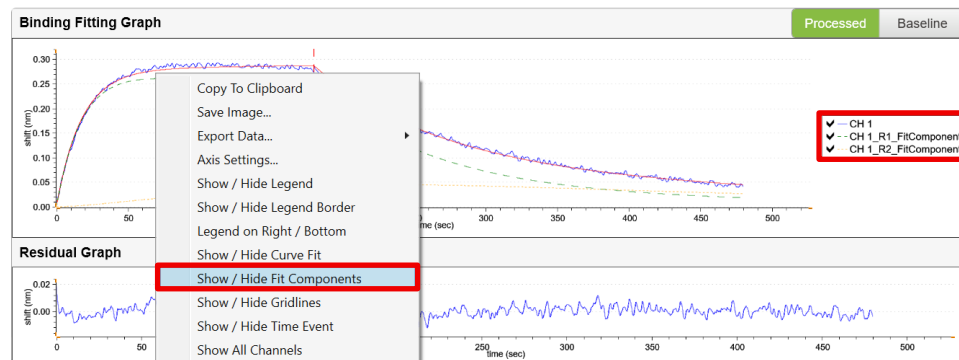 Binding Fitting Graph
Processed Baseline
0.30
0.25
0.20
0.15
0.10
0.05
0.00
shift (nm)
0 50 300 350 400 450 500
me (sec)
CH 1
CH 1_R1_FitComponent
CH 1_R2_FitComponent
Copy To Clipboard
Save Image...
Export Data...
Axis Settings...
Show / Hide Legend
Show / Hide Legend Border
Legend on Right / Bottom
Show / Hide Curve Fit
Show / Hide Fit Components
Show / Hide Gridlines
Show / Hide Time Event
Show All Channels
Residual Graph
0.02
0.00
shift (nm)
0 50 250 300 350 400 450 500
time (sec)